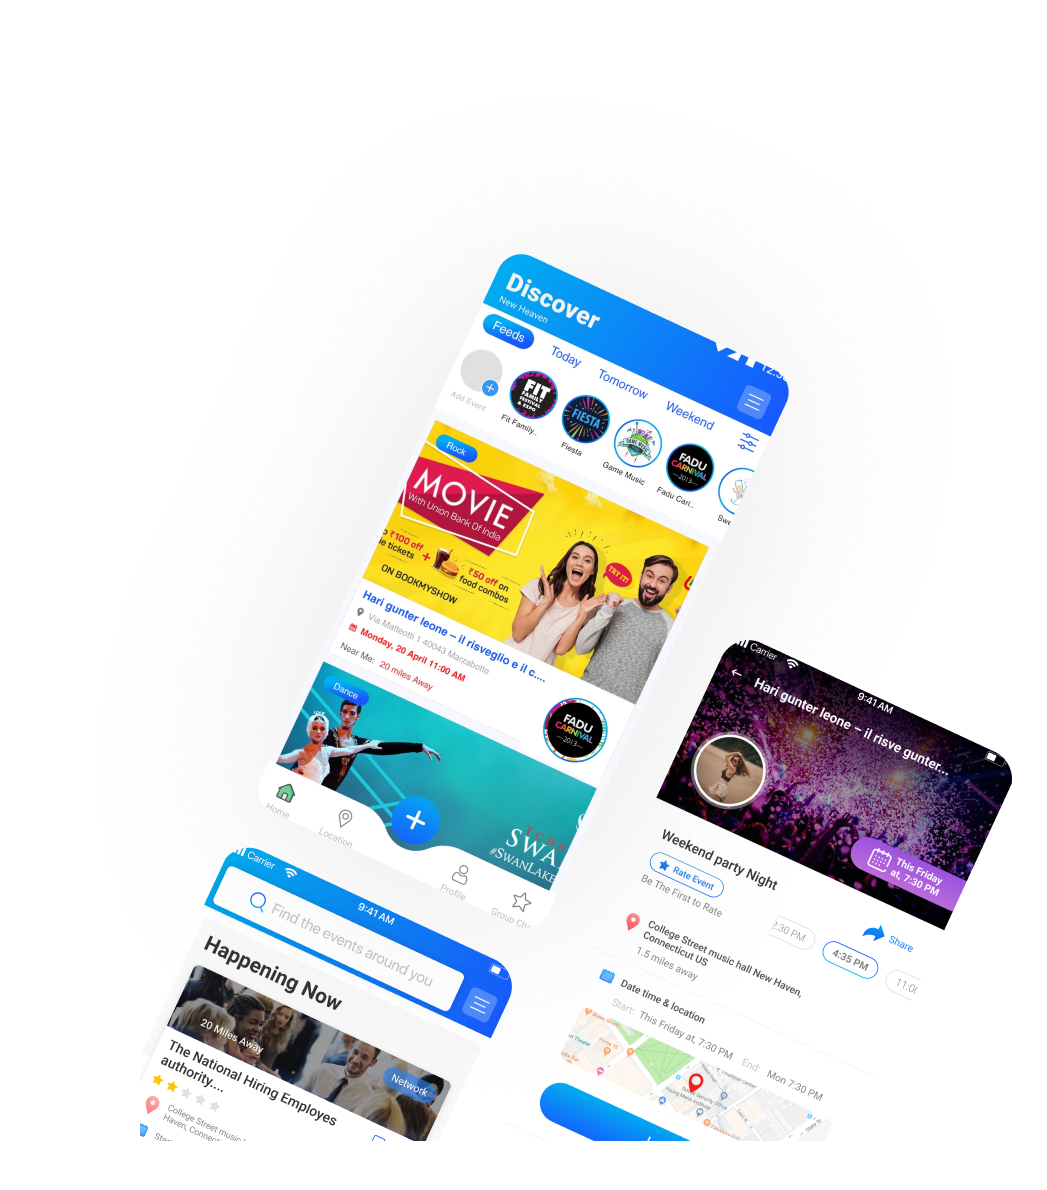 Discover
New Heaven
12:3
Feeds
Today
Tomorrow
Weekend
Add Event
FIT
FAMILY
FESTIVAL
& EXPO
Fit Family..
FIESTA
Fiesta
GAME MUSIC
Game Music
FADU
CARNIVAL
2013
Fadu Cari..
Swe
Rock
MOVIE
With Union Bank Of India
₹100 off
tickets
+
₹50 off on
food combos
ON BOOKMYSHOW
TRY IT!
Hari gunter leone – il risveglio e il c....
Via Matteotti 1 40043 Marzabotto
Monday, 20 April 11:00 AM
Near Me: 20 miles Away
FADU
CARNIVAL
2013
Dance
TCHA
SWA
#SWANLAKE
Home
Location
Profile
Group Ch
Carrier
9:41 AM
Hari gunter leone – il risve gunter...
This Friday
at, 7:30 PM
Weekend party Night
Rate Event
Be The First to Rate
Share
College Street music hall New Haven,
Connecticut US
1.5 miles away
2:30 PM
4:35 PM
11:0
Date time & location
Start: This Friday at, 7:30 PM End: Mon 7:30 PM
Carrier
9:41 AM
Find the events around you
Happening Now
20 Miles Away
Network
The National Hiring Employes
authority....
College Street music
Haven, Connec
Star